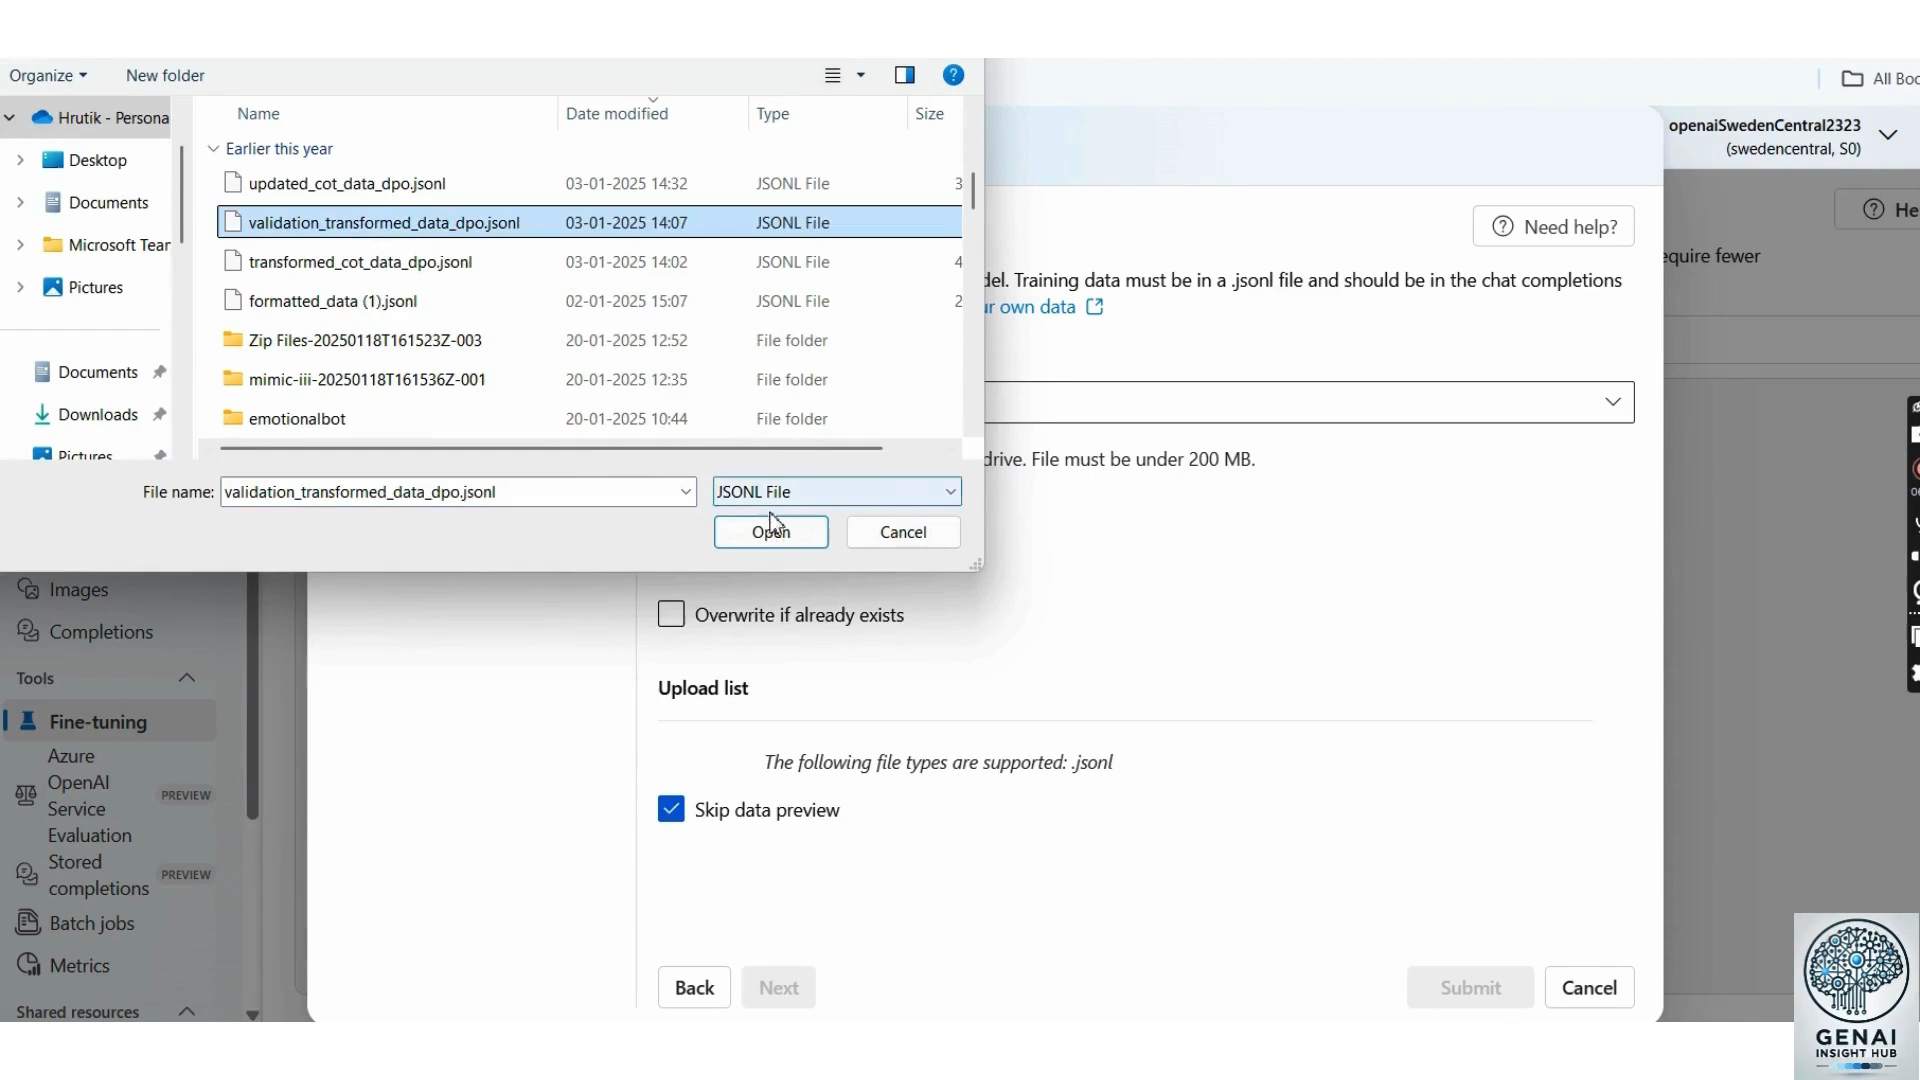 Organize
New folder
All Boo
Hrutik - Persona
Name
Date modified
Type
Size
openaiSwedenCentral2323
(swedencentral, S0)
Earlier this year
Desktop
updated_cot_data_dpo.jsonl 03-01-2025 14:32 JSONL File 3
Documents
validation_transformed_data_dpo.jsonl 03-01-2025 14:07 JSONL File
Need help?
He
Microsoft Tear
transformed_cot_data_dpo.jsonl 03-01-2025 14:02 JSONL File 4
equire fewer
Pictures
formatted_data (1).jsonl 02-01-2025 15:07 JSONL File 2
del. Training data must be in a .jsonl file and should be in the chat completions
ur own data
Zip Files-20250118T161523Z-003 20-01-2025 12:52 File folder
Documents
mimic-iii-20250118T161536Z-001 20-01-2025 12:35 File folder
Downloads
emotionalbot 20-01-2025 10:44 File folder
Pictures
drive. File must be under 200 MB.
File name: validation_transformed_data_dpo.jsonl
JSONL File
Open
Cancel
Images
Completions
Overwrite if already exists
Tools
Upload list
Fine-tuning
Azure
OpenAI
Service
Evaluation
PREVIEW
The following file types are supported: .jsonl
Skip data preview
Stored
completions
PREVIEW
Batch jobs
Metrics
Back
Next
Submit
Cancel
Shared resources
GENAI
INSIGHT HUB